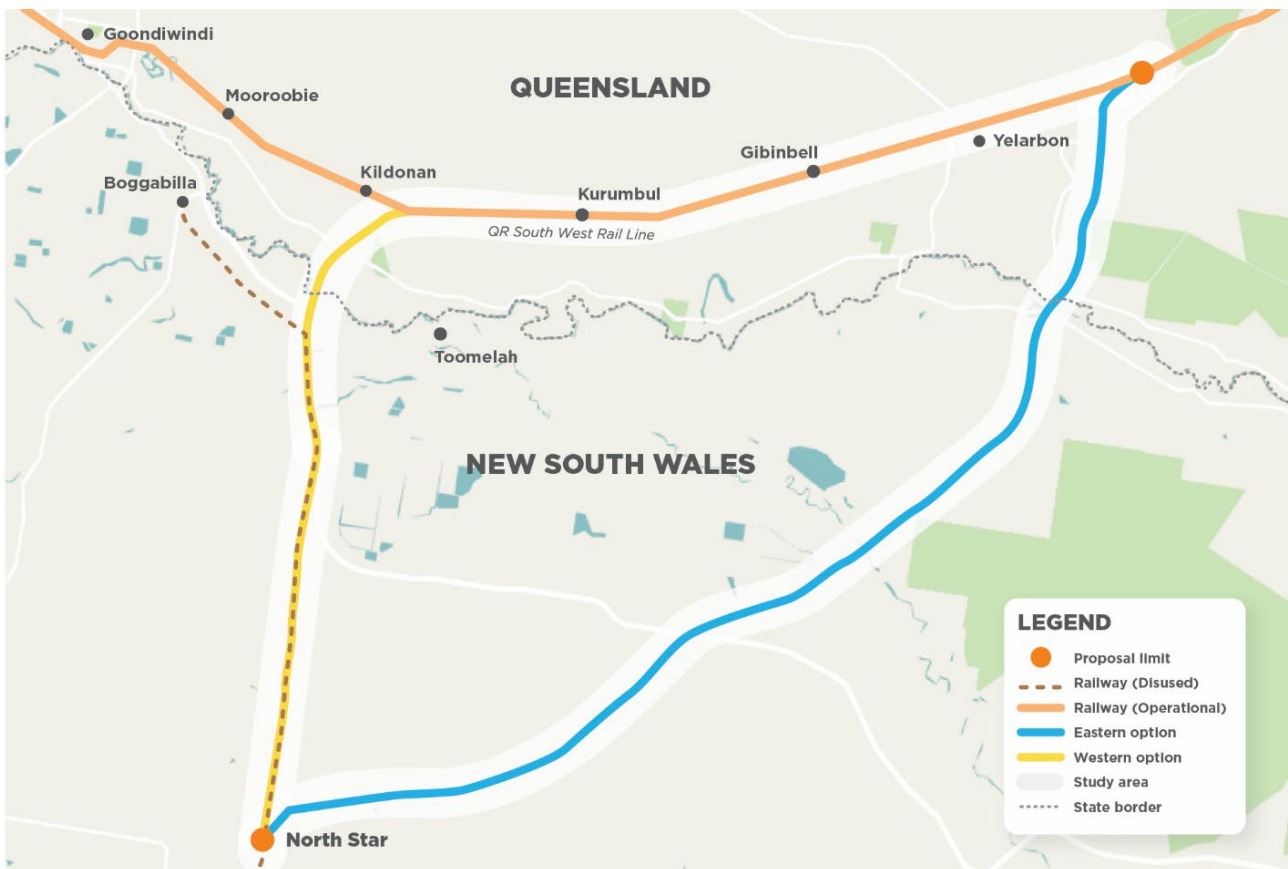 Goondiwindi
QUEENSLAND
Mooroobie
Yelarbon
Gibinbell
Kildonan
Boggabilla
Kurumbul
QR South West Rail Line
Toomelah
NEW SOUTH WALES
LEGEND
Proposal limit
Railway (Disused)
Railway (Operational)
Eastern option
Western option
Study area
State border
North Star